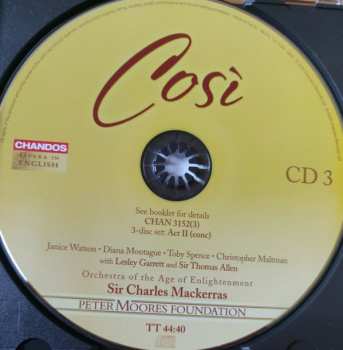 Così
CHANDOS
OPERA IN
ENGLISH
CD 3
See booklet for details
CHAN 3152(3)
3-disc set: Act II (conc)
Janice Watson • Diana Montague • Toby Spence • Christopher Maltman
with Lesley Garrett and Sir Thomas Allen
Orchestra of the Age of Enlightenment
Sir Charles Mackerras
PETER MOORES FOUNDATION
TT 44:40